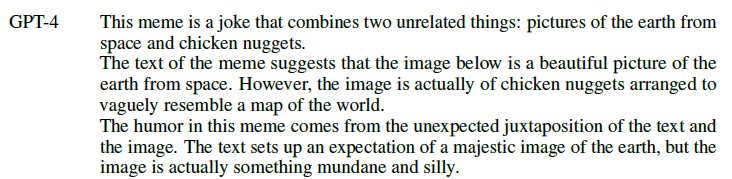 GPT-4 This meme is a joke that combines two unrelated things: pictures of the earth from
space and chicken nuggets.
The text of the meme suggests that the image below is a beautiful picture of the
earth from space. However, the image is actually of chicken nuggets arranged to
vaguely resemble a map of the world.
The humor in this meme comes from the unexpected juxtaposition of the text and
the image. The text sets up an expectation of a majestic image of the earth, but the
image is actually something mundane and silly.